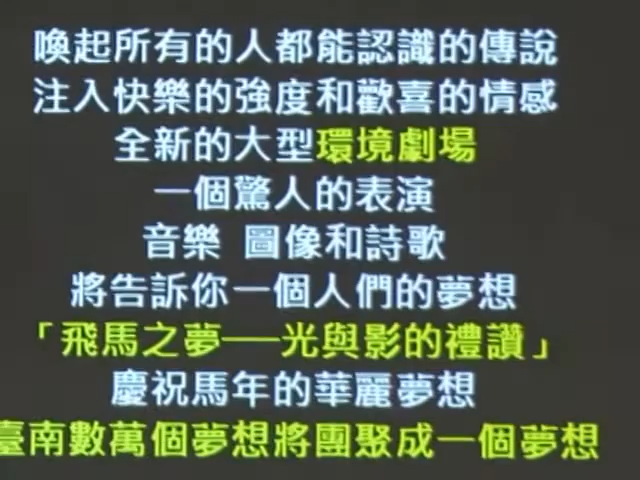 喚起所有的人都能認識的傳說
注入快樂的強度和歡喜的情感
全新的大型環境劇場
一個驚人的表演
音樂 圖像和詩歌
將告訴你一個人們的夢想
「飛馬之夢──光與影的禮讚」
慶祝馬年的華麗夢想
臺南數萬個夢想將團聚成一個夢想